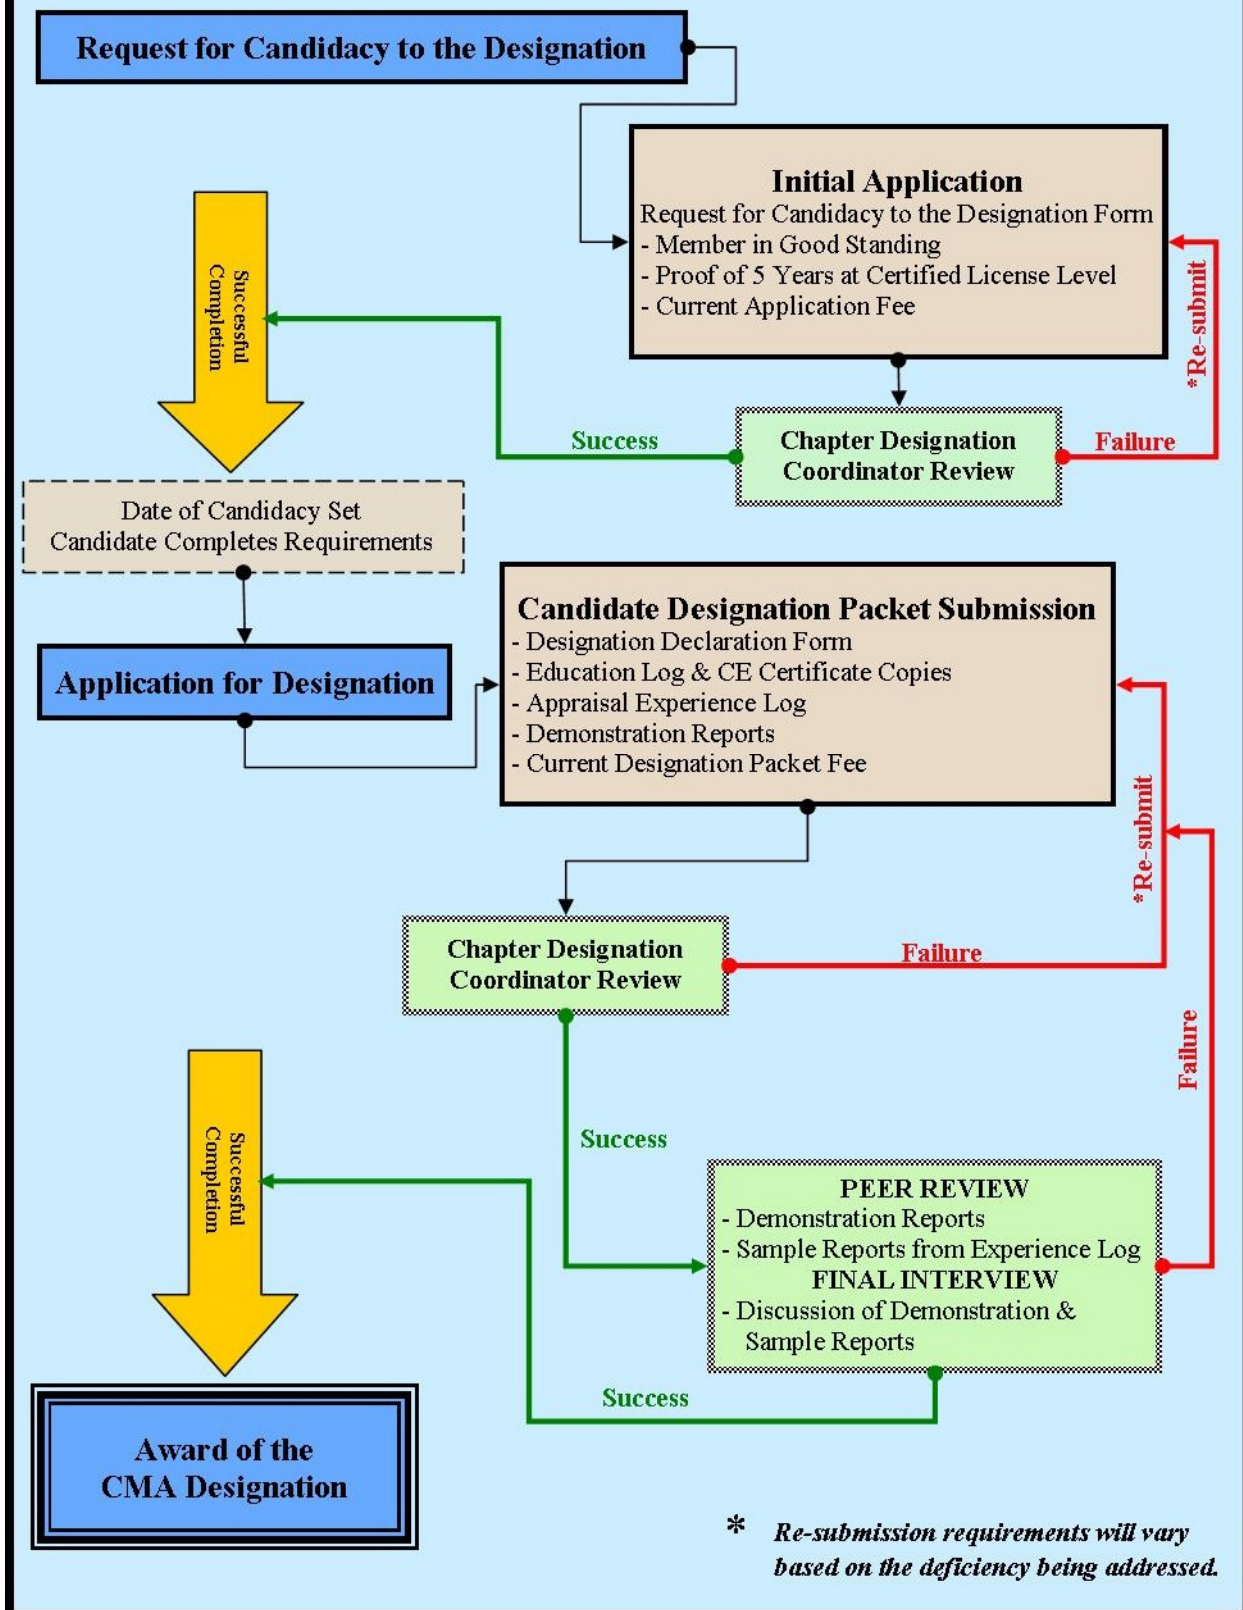 Request for Candidacy to the Designation
Initial Application
Request for Candidacy to the Designation Form
- Member in Good Standing
- Proof of 5 Years at Certified License Level
- Current Application Fee
*Re-submit
Successful
Completion
Success
Chapter Designation
Coordinator Review
Failure
Date of Candidacy Set
Candidate Completes Requirements
Application for Designation
Candidate Designation Packet Submission
- Designation Declaration Form
- Education Log & CE Certificate Copies
- Appraisal Experience Log
- Demonstration Reports
- Current Designation Packet Fee
*Re-submit
Chapter Designation
Coordinator Review
Failure
Failure
Success
Successful
Completion
PEER REVIEW
- Demonstration Reports
- Sample Reports from Experience Log
FINAL INTERVIEW
- Discussion of Demonstration &
Sample Reports
Success
Award of the
CMA Designation
* Re-submission requirements will vary
based on the deficiency being addressed.